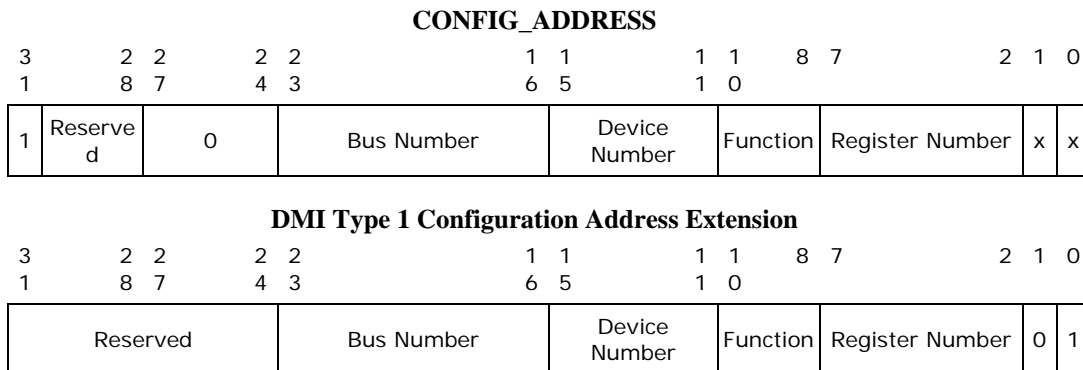 CONFIG_ADDRESS
3 2 2 2 2 1 1 1 1 8 7 2 1 0
1 8 7 4 3 6 5 1 0
1 Reserve 0 Bus Number Device Function Register Number x x
d Number
DMI Type 1 Configuration Address Extension
3 2 2 2 2 1 1 1 1 8 7 2 1 0
1 8 7 4 3 6 5 1 0
Reserved Bus Number Device Function Register Number 0 1
Number